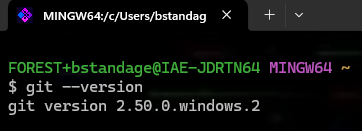 MINGW64:/c/Users/bstandag
FOREST+bstandage@IAE-JDRTN64 MINGW64 ~
$ git --version
git version 2.50.0.windows.2